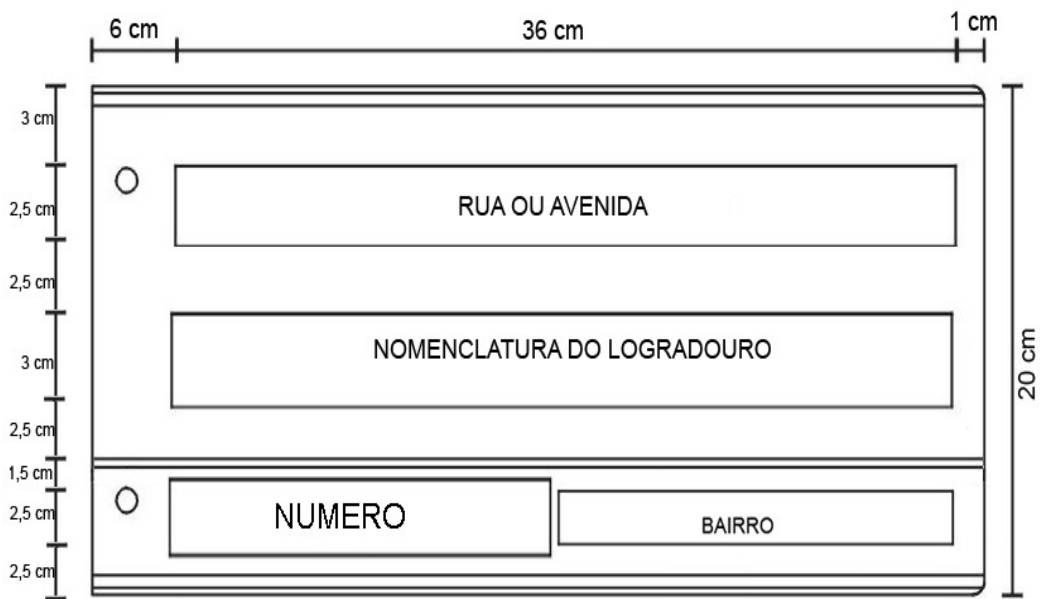 6 cm
36 cm
1 cm
3 cm
2,5 cm
RUA OU AVENIDA
2,5 cm
3 cm
NOMENCLATURA DO LOGRADOURO
20 cm
2,5 cm
1,5 cm
2,5 cm
NUMERO
BAIRRO
2,5 cm